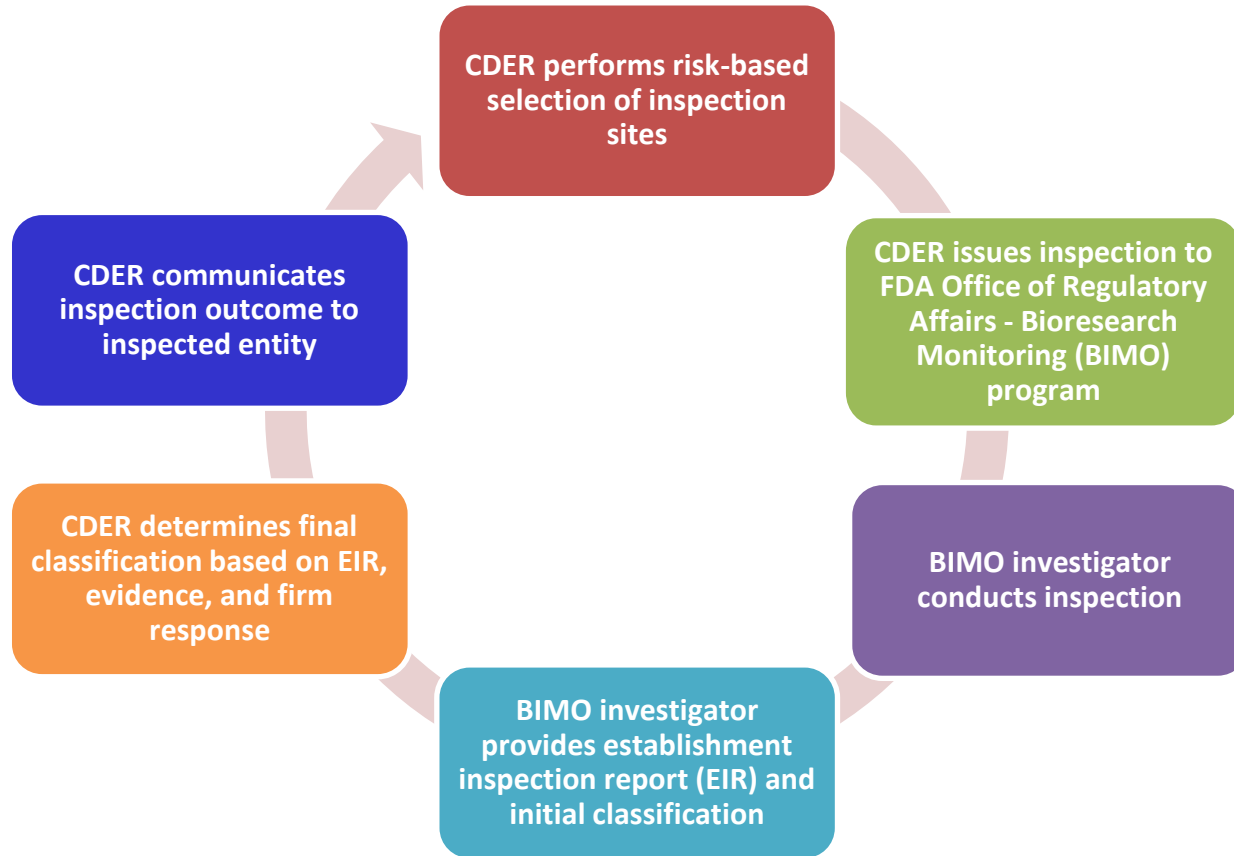 CDER performs risk-based
selection of inspection
sites
CDER issues inspection to
FDA Office of Regulatory
Affairs - Bioresearch
Monitoring (BIMO)
program
BIMO investigator
conducts inspection
BIMO investigator
provides establishment
inspection report (EIR) and
initial classification
CDER determines final
classification based on EIR,
evidence, and firm
response
CDER communicates
inspection outcome to
inspected entity